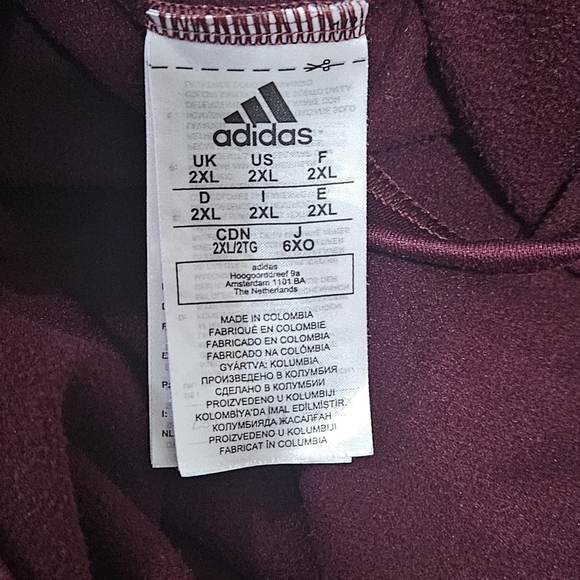 adidas
UK US F
2XL 2XL 2XL
D I E
2XL 2XL 2XL
CDN J
2XL/2TG 6XO
adidas
Hoogoorddreef 9a
Amsterdam 1101 BA
The Netherlands
MADE IN COLOMBIA
FABRIQUÉ EN COLOMBIE
FABRICADO EN COLOMBIA
FABRICADO NA COLÔMBIA
GYÁRTVA: KOLUMBIA
ПРОИЗВЕДЕНО В КОЛУМБИЯ
СДЕЛАНО В КОЛУМБИИ
PROIZVEDENO U KOLUMBIJI
KOLOMBİYA'DA İMAL EDİLMİŞTİR.
КОЛУМБИЯДА ЖАСАЛҒАН
PROIZVEDENO U KOLUMBIJI
FABRICAT ÎN COLUMBIA
E:
P:
I:
NL